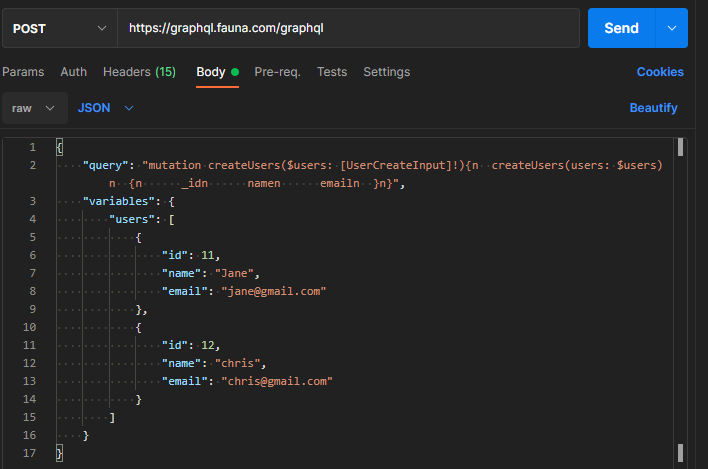 POST https://graphql.fauna.com/graphql Send
Params Auth Headers (15) Body Pre-req. Tests Settings Cookies
raw JSON Beautify
1 {
2 "query": "mutation createUsers($users: [UserCreateInput]!){n createUsers(users: $users)
n {n _idn namen emailn }n}",
3 "variables": {
4 "users": [
5 {
6 "id": 11,
7 "name": "Jane",
8 "email": "jane@gmail.com"
9 },
10 {
11 "id": 12,
12 "name": "chris",
13 "email": "chris@gmail.com"
14 }
15 ]
16 }
17 }